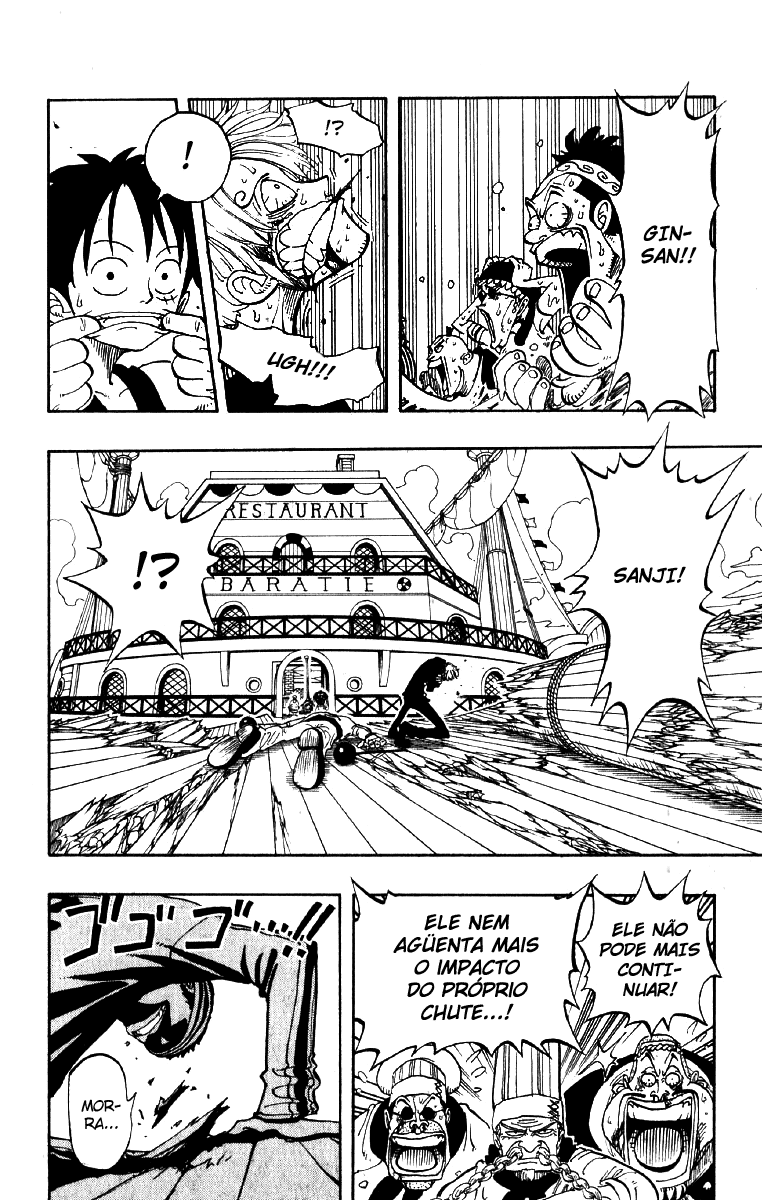 GIN-
SAN!!
!?
UGH!!!
!
SANJI!
!?
RESTAURANT
BARATIE
ELE NÃO
PODE MAIS
CONTI-
NUAR!
ELE NEM
AGÜENTA MAIS
O IMPACTO
DO PRÓPRIO
CHUTE...!
ゴゴゴ...!!
MOR-
RA...